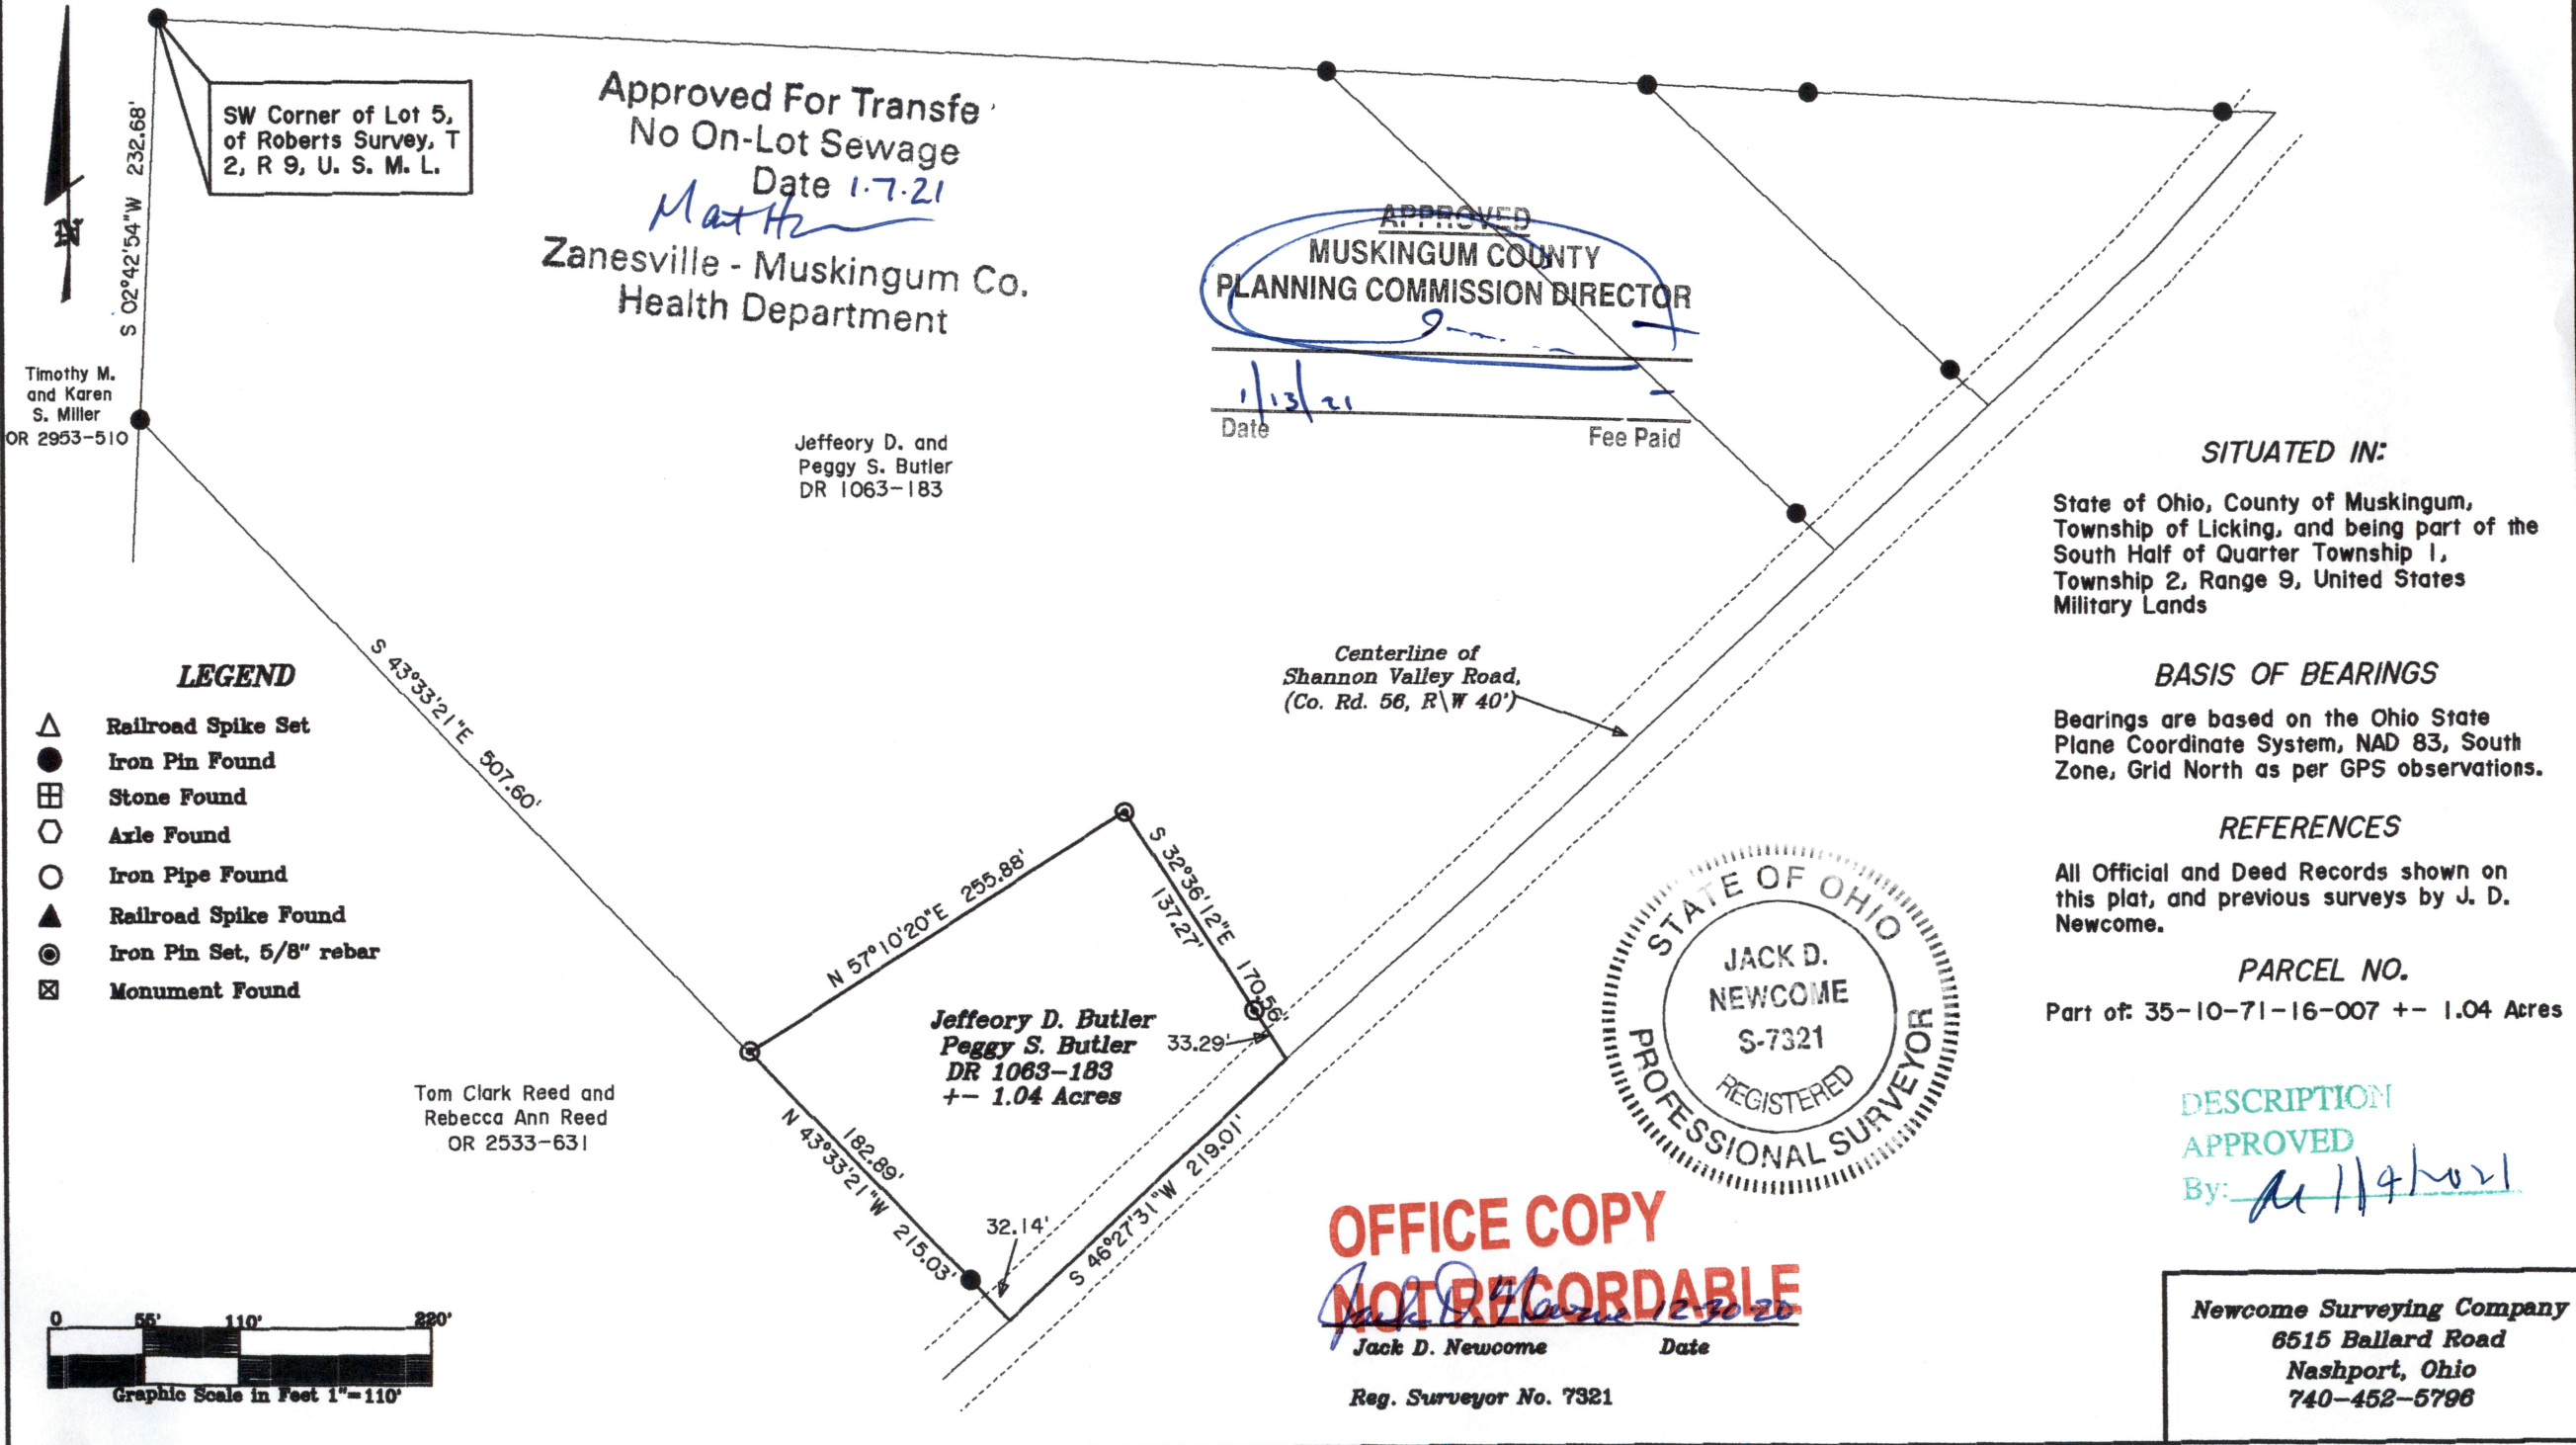 N
S 02°42'54"W 232.68'
SW Corner of Lot 5,
of Roberts Survey, T
2, R 9, U. S. M. L.
Approved For Transfe
No On-Lot Sewage
Date 1.7.21
Zanesville - Muskingum Co.
Health Department
APPROVED
MUSKINGUM COUNTY
PLANNING COMMISSION DIRECTOR
1/13/21
Date Fee Paid
Timothy M.
and Karen
S. Miller
OR 2953-510
Jeffeory D. and
Peggy S. Butler
DR 1063-183
SITUATED IN:
State of Ohio, County of Muskingum,
Township of Licking, and being part of the
South Half of Quarter Township 1,
Township 2, Range 9, United States
Military Lands
BASIS OF BEARINGS
Bearings are based on the Ohio State
Plane Coordinate System, NAD 83, South
Zone, Grid North as per GPS observations.
REFERENCES
All Official and Deed Records shown on
this plat, and previous surveys by J. D.
Newcome.
PARCEL NO.
Part of: 35-10-71-16-007 +- 1.04 Acres
LEGEND
Railroad Spike Set
Iron Pin Found
Stone Found
Axle Found
Iron Pipe Found
Railroad Spike Found
Iron Pin Set, 5/8" rebar
Monument Found
S 43°33'21"E 507.60'
Centerline of
Shannon Valley Road,
(Co. Rd. 56, R\W 40')
N 57°10'20"E 255.88'
S 32°36'12"E 170.56'
137.27'
33.29'
Jeffeory D. Butler
Peggy S. Butler
DR 1063-183
+- 1.04 Acres
Tom Clark Reed and
Rebecca Ann Reed
OR 2533-631
182.89'
N 43°33'21"W 215.03'
32.14'
S 46°27'31"W 219.01'
STATE OF OHIO
JACK D.
NEWCOME
S-7321
REGISTERED
PROFESSIONAL SURVEYOR
DESCRIPTION
APPROVED
By: 1/4/2021
OFFICE COPY
NOT RECORDABLE
Jack D. Newcome 12-30-20
Jack D. Newcome Date
Reg. Surveyor No. 7321
0 55' 110' 220'
Graphic Scale in Feet 1"=110'
Newcome Surveying Company
6515 Ballard Road
Nashport, Ohio
740-452-5796